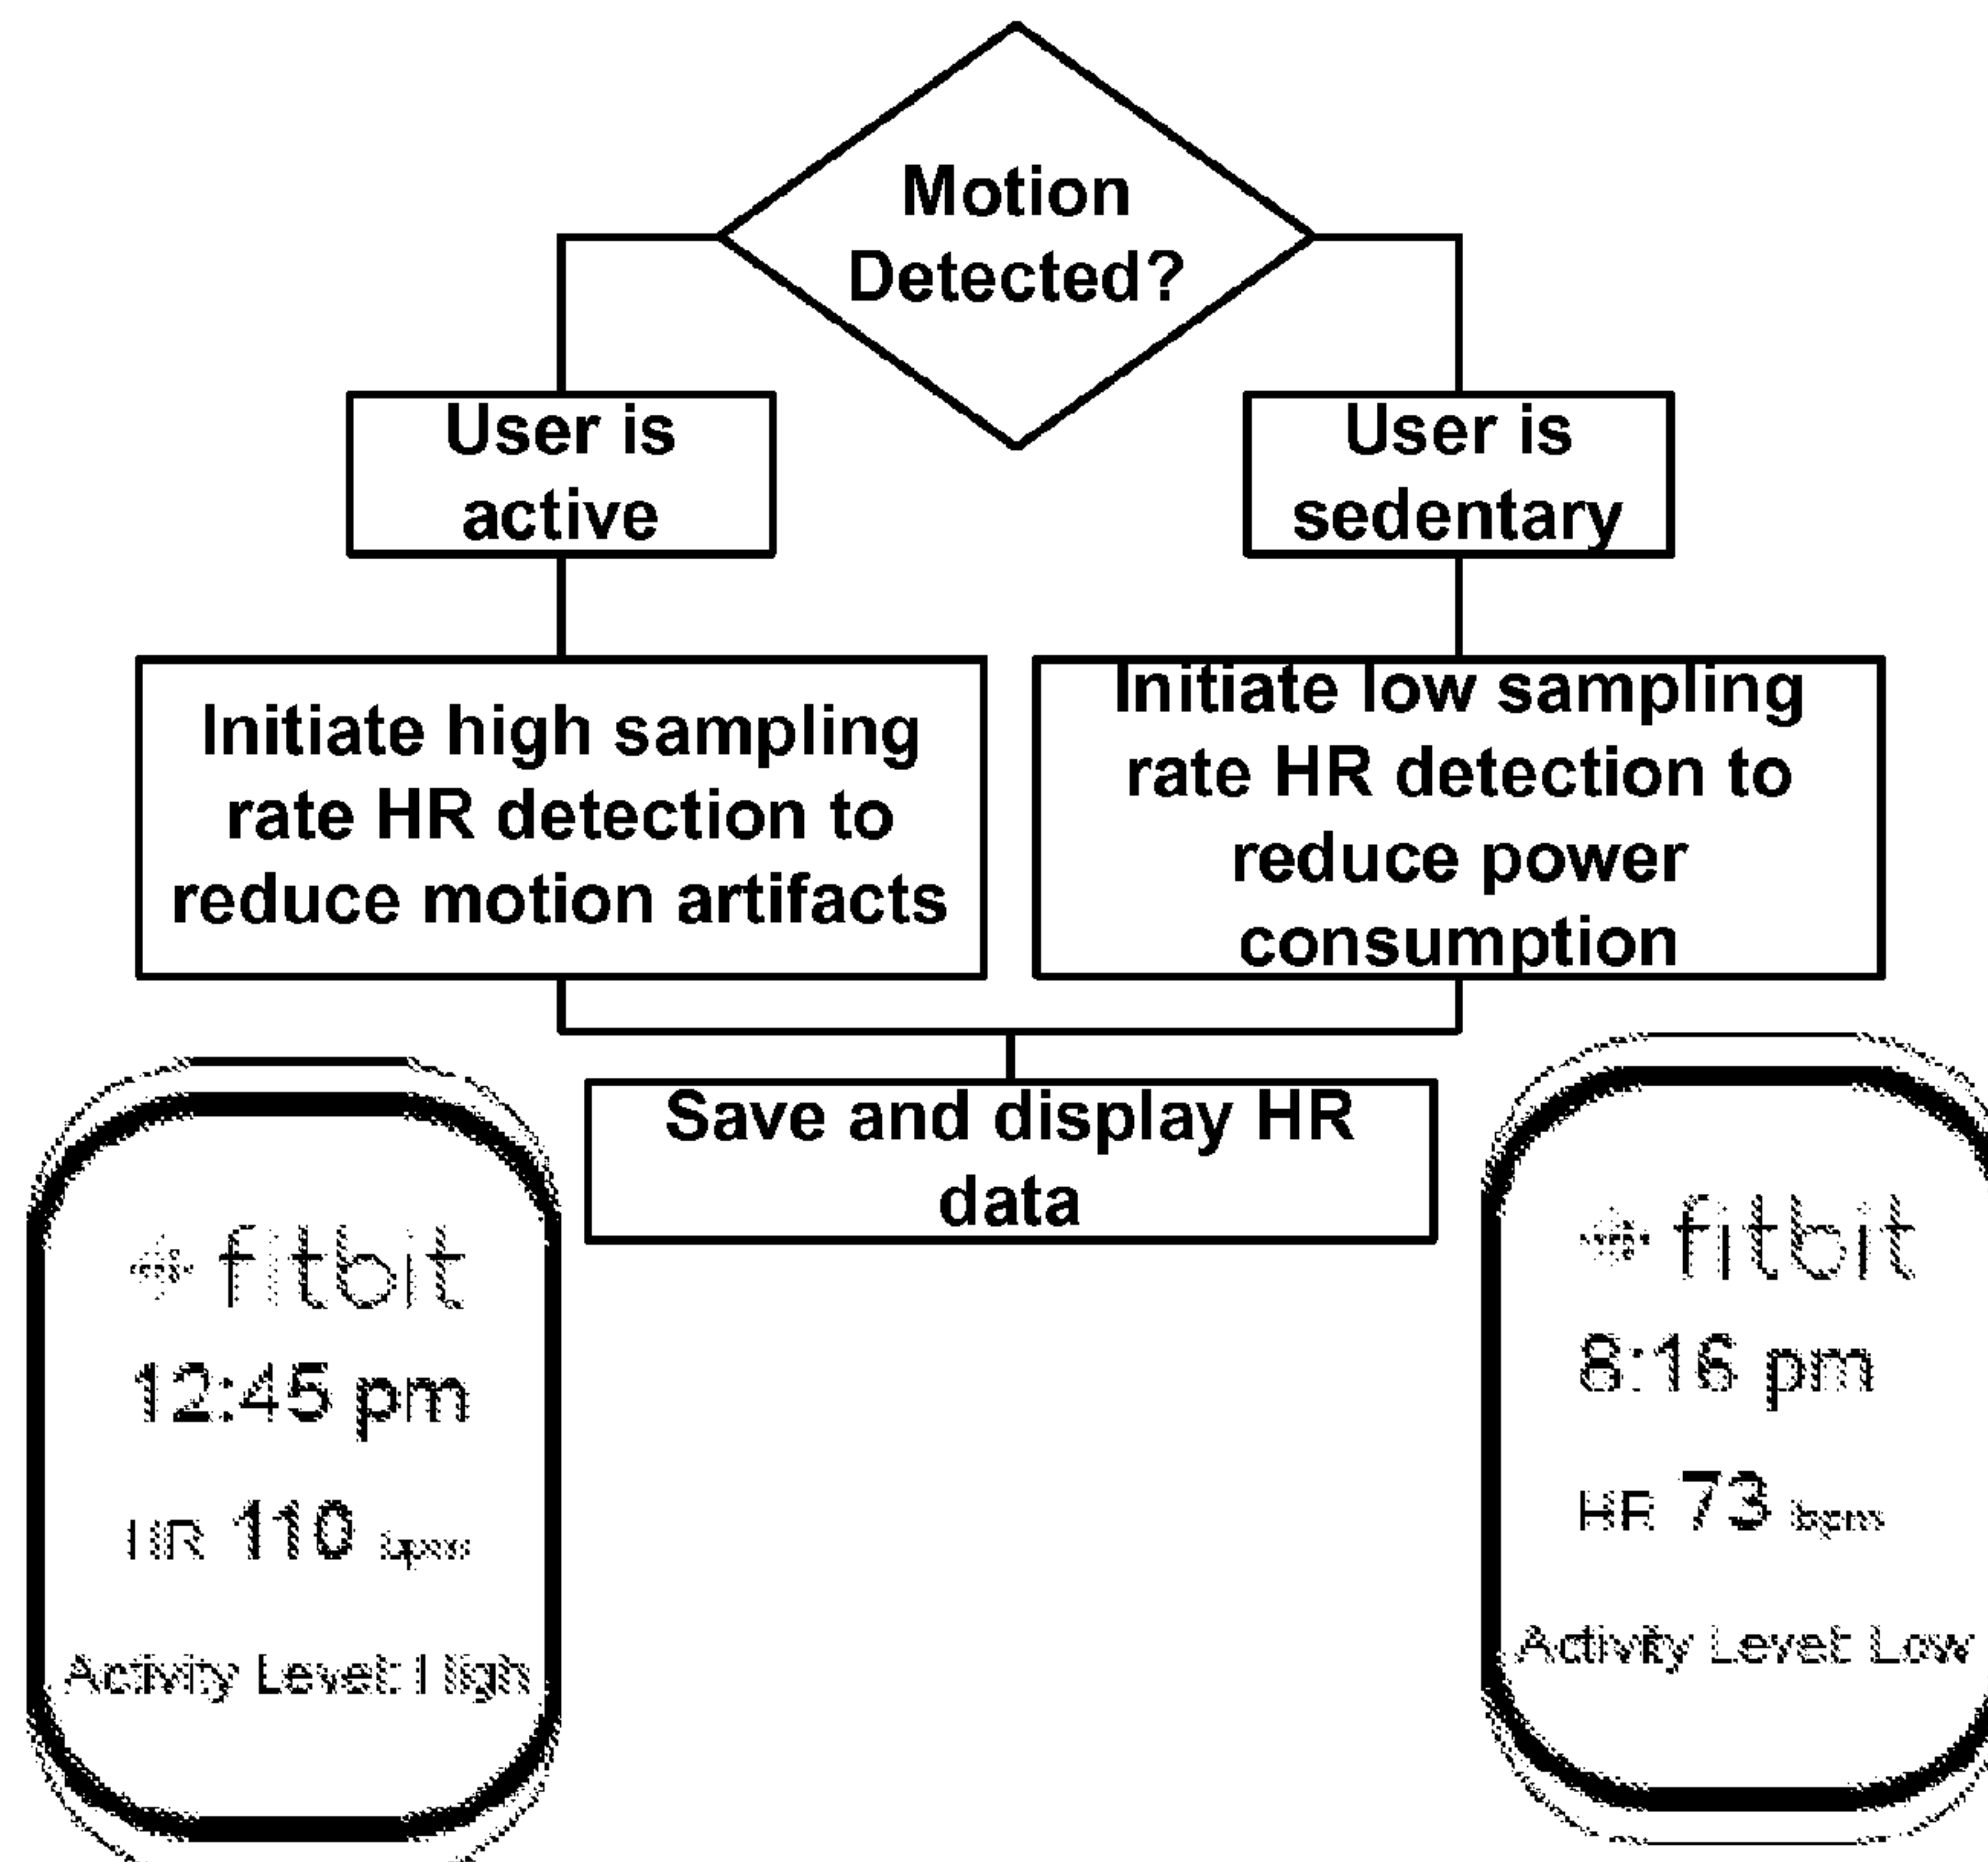 Motion
Detected?
User is
active
User is
sedentary
Initiate high sampling
rate HR detection to
reduce motion artifacts
Initiate low sampling
rate HR detection to
reduce power
consumption
Save and display HR
data
fitbit
12:45 pm
HR 110 bpm
Activity Level: High
fitbit
8:16 pm
HR 73 bpm
Activity Level: Low